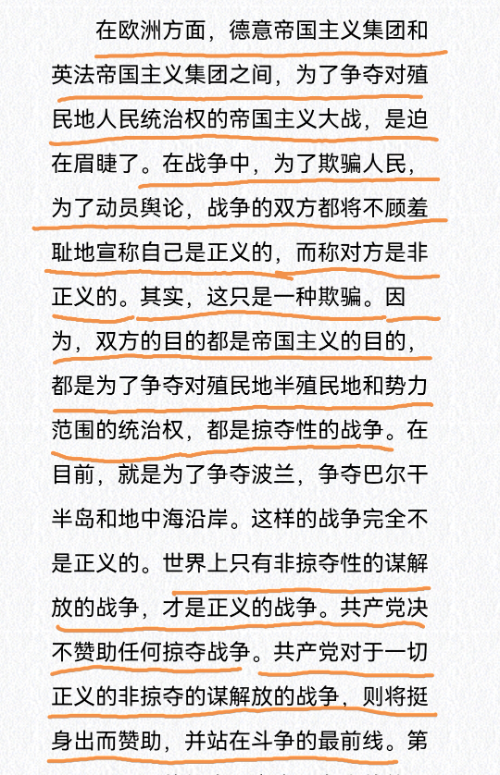 在欧洲方面，德意帝国主义集团和
英法帝国主义集团之间，为了争夺对殖
民地人民统治权的帝国主义大战，是迫
在眉睫了。在战争中，为了欺骗人民，
为了动员舆论，战争的双方都将不顾羞
耻地宣称自己是正义的，而称对方是非
正义的。其实，这只是一种欺骗。因
为，双方的目的都是帝国主义的目的，
都是为了争夺对殖民地半殖民地和势力
范围的统治权，都是掠夺性的战争。在
目前，就是为了争夺波兰，争夺巴尔干
半岛和地中海沿岸。这样的战争完全不
是正义的。世界上只有非掠夺性的谋解
放的战争，才是正义的战争。共产党决
不赞助任何掠夺战争。共产党对于一切
正义的非掠夺的谋解放的战争，则将挺
身出而赞助，并站在斗争的最前线。第